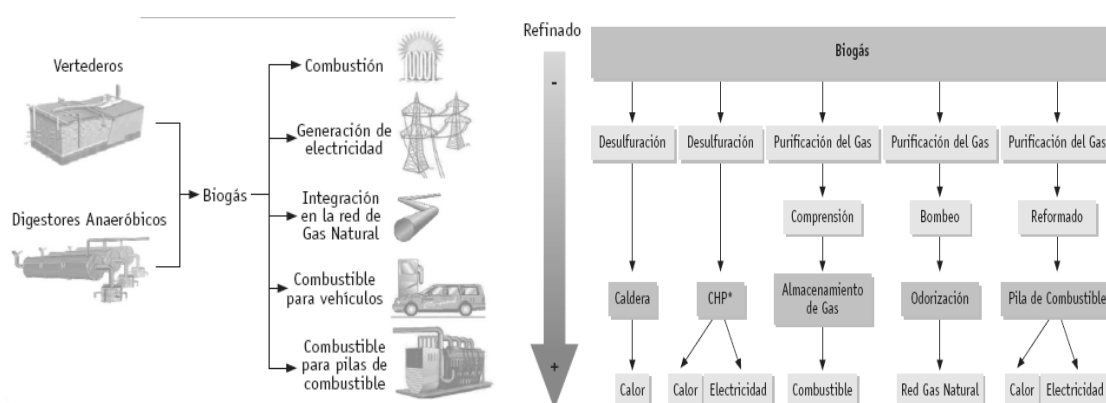 Vertederos
Digestores Anaeróbicos
Biogás
Combustión
Generación de
electricidad
Integración
en la red de
Gas Natural
Combustible
para vehículos
Combustible
para pilas de
combustible
Refinado
-
+
Biogás
Desulfuración
Desulfuración
Purificación del Gas
Purificación del Gas
Purificación del Gas
Comprensión
Bombeo
Reformado
Caldera
CHP*
Almacenamiento
de Gas
Odorización
Pila de Combustible
Calor
Calor
Electricidad
Combustible
Red Gas Natural
Calor
Electricidad